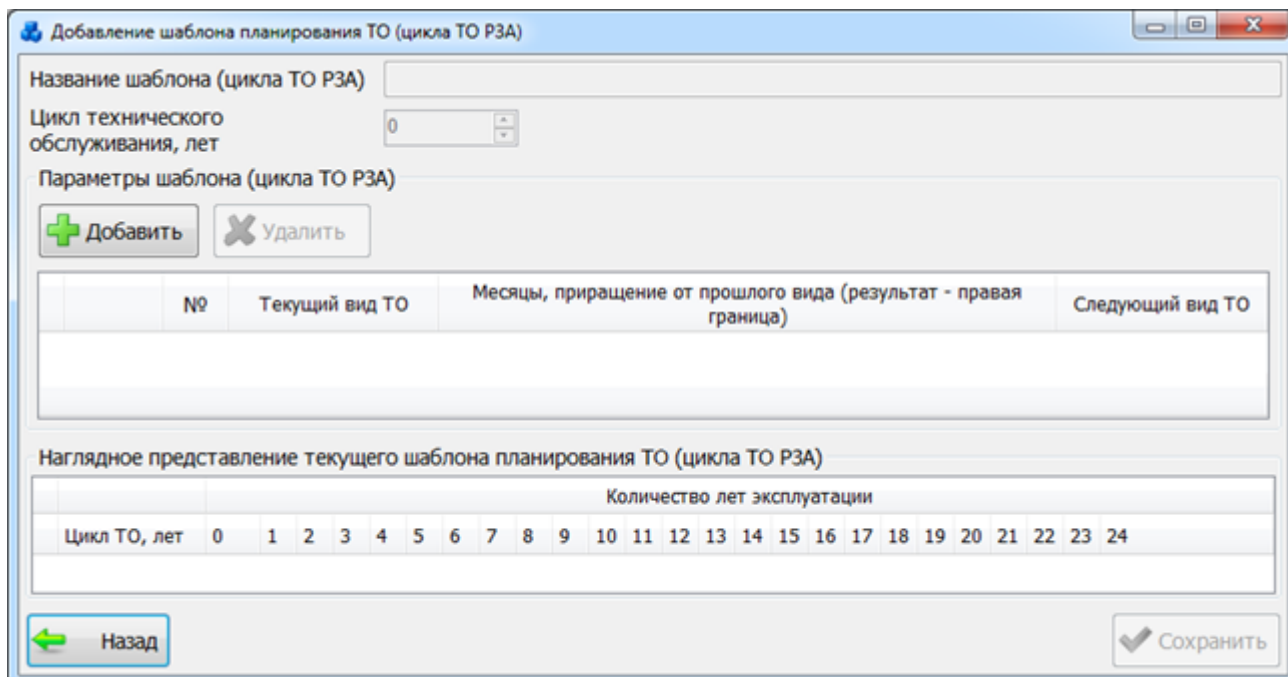 Добавление шаблона планирования ТО (цикла ТО РЗА)
Название шаблона (цикла ТО РЗА)
Цикл технического
обслуживания, лет
0
Параметры шаблона (цикла ТО РЗА)
Добавить
Удалить
№
Текущий вид ТО
Месяцы, приращение от прошлого вида (результат - правая
граница)
Следующий вид ТО
Наглядное представление текущего шаблона планирования ТО (цикла ТО РЗА)
Количество лет эксплуатации
Цикл ТО, лет 0 1 2 3 4 5 6 7 8 9 10 11 12 13 14 15 16 17 18 19 20 21 22 23 24
Назад
Сохранить